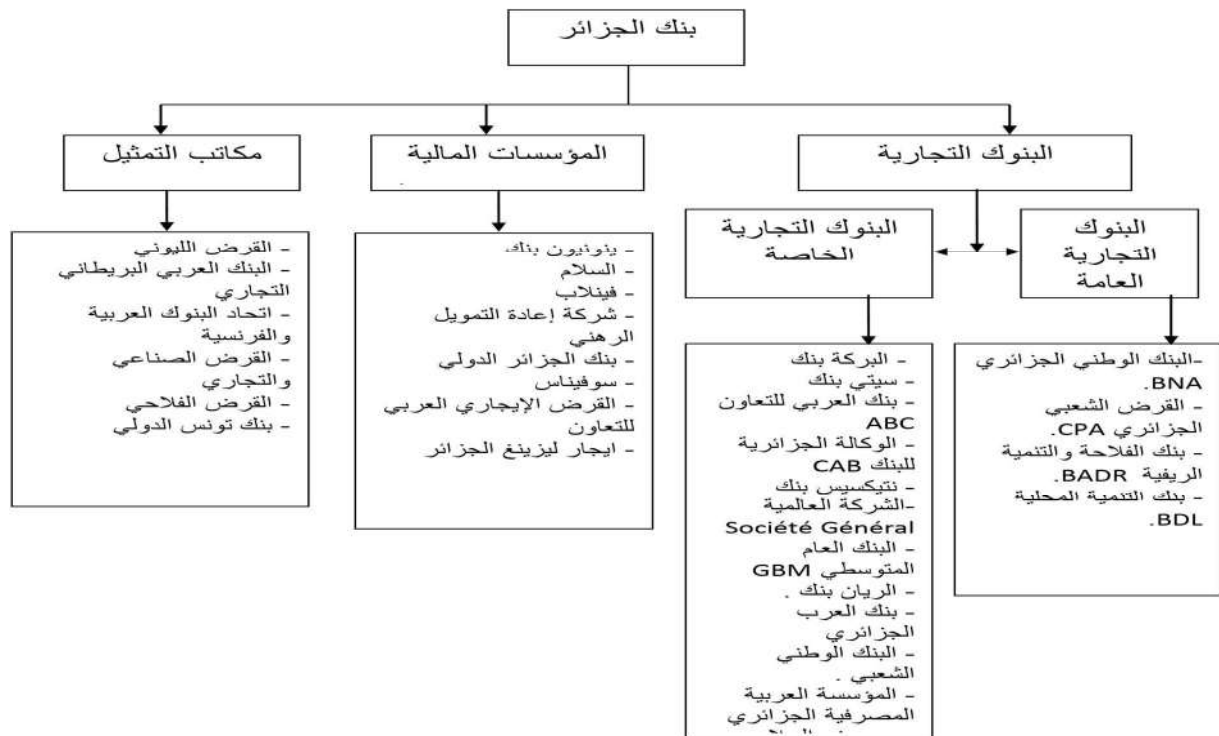 بنك الجزائر
البنوك التجارية
المؤسسات المالية
.
مكاتب التمثيل
البنوك
التجارية
العامة
البنوك التجارية
الخاصة
-البنك الوطني الجزائري
BNA.
- القرض الشعبي
الجزائري CPA.
- بنك الفلاحة والتنمية
الريفية BADR.
- بنك التنمية المحلية
BDL.
- البركة بنك
- سيتي بنك
- بنك العربي للتعاون
ABC
- الوكالة الجزائرية
للبنك CAB
- نتيكسيس بنك
-الشركة العالمية
Société Général
- البنك العام
المتوسطي GBM
- الريان بنك .
- بنك العرب
الجزائري
- البنك الوطني
الشعبي .
- المؤسسة العربية
المصرفية الجزائري
- ينونيون بنك
- السلام
- فينلاب
- شركة إعادة التمويل
الرهني
- بنك الجزائر الدولي
- سوفيناس
- القرض الإيجاري العربي
للتعاون
- ايجار ليزينغ الجزائر
- القرض الليوني
- البنك العربي البريطاني
التجاري
- اتحاد البنوك العربية
والفرنسية
- القرض الصناعي
والتجاري
- القرض الفلاحي
- بنك تونس الدولي